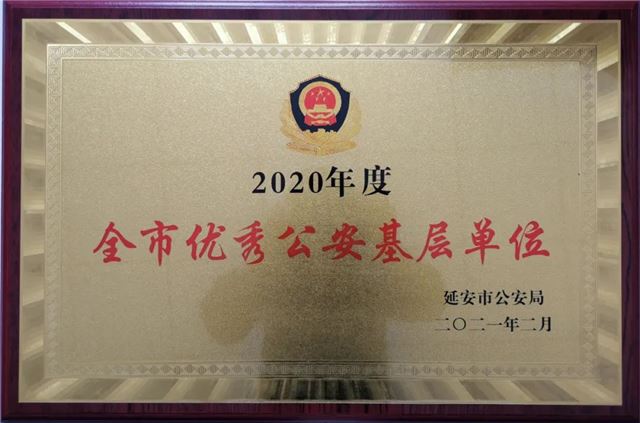 2020年度
全市优秀公安基层单位
延安市公安局
二〇二一年二月